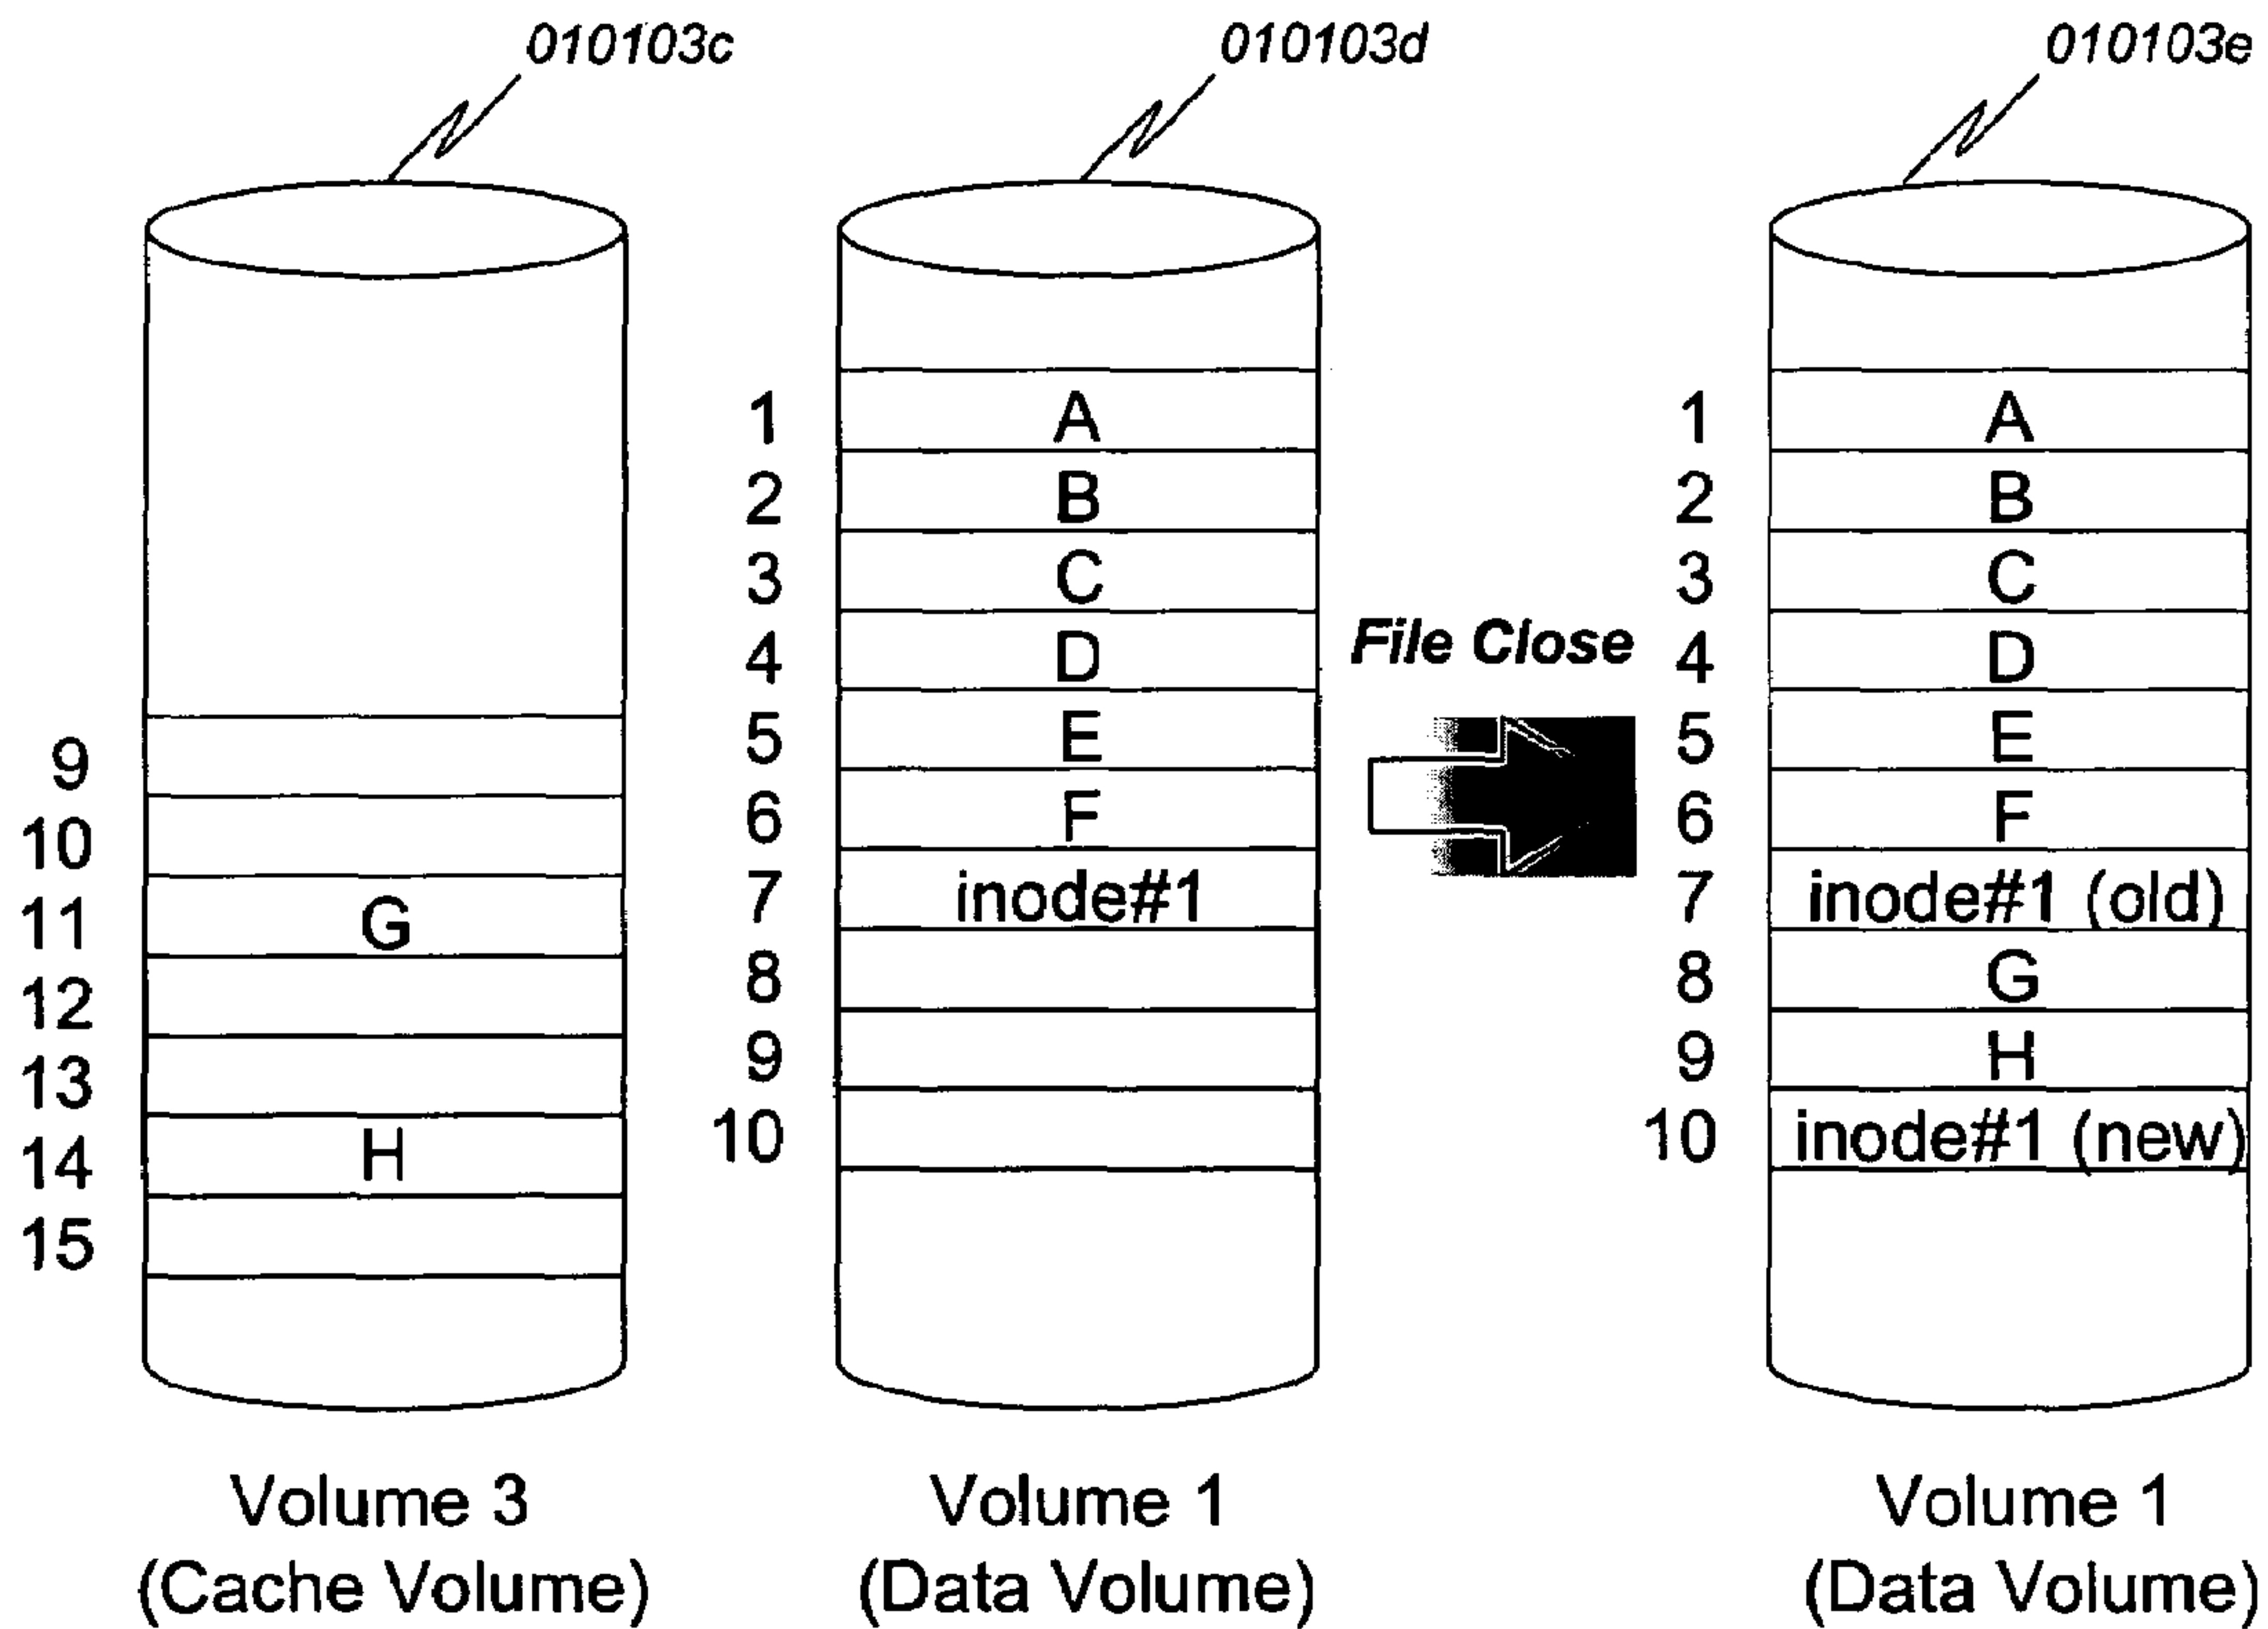 010103c 010103d 010103e
1 A 1 A
2 B 2 B
3 C 3 C
4 D File Close 4 D
9 5 E 5 E
10 6 F 6 F
11 G 7 inode#1 7 inode#1 (old)
12 8 8 G
13 9 9 H
14 H 10 10 inode#1 (new)
15
Volume 3 Volume 1 Volume 1
(Cache Volume) (Data Volume) (Data Volume)